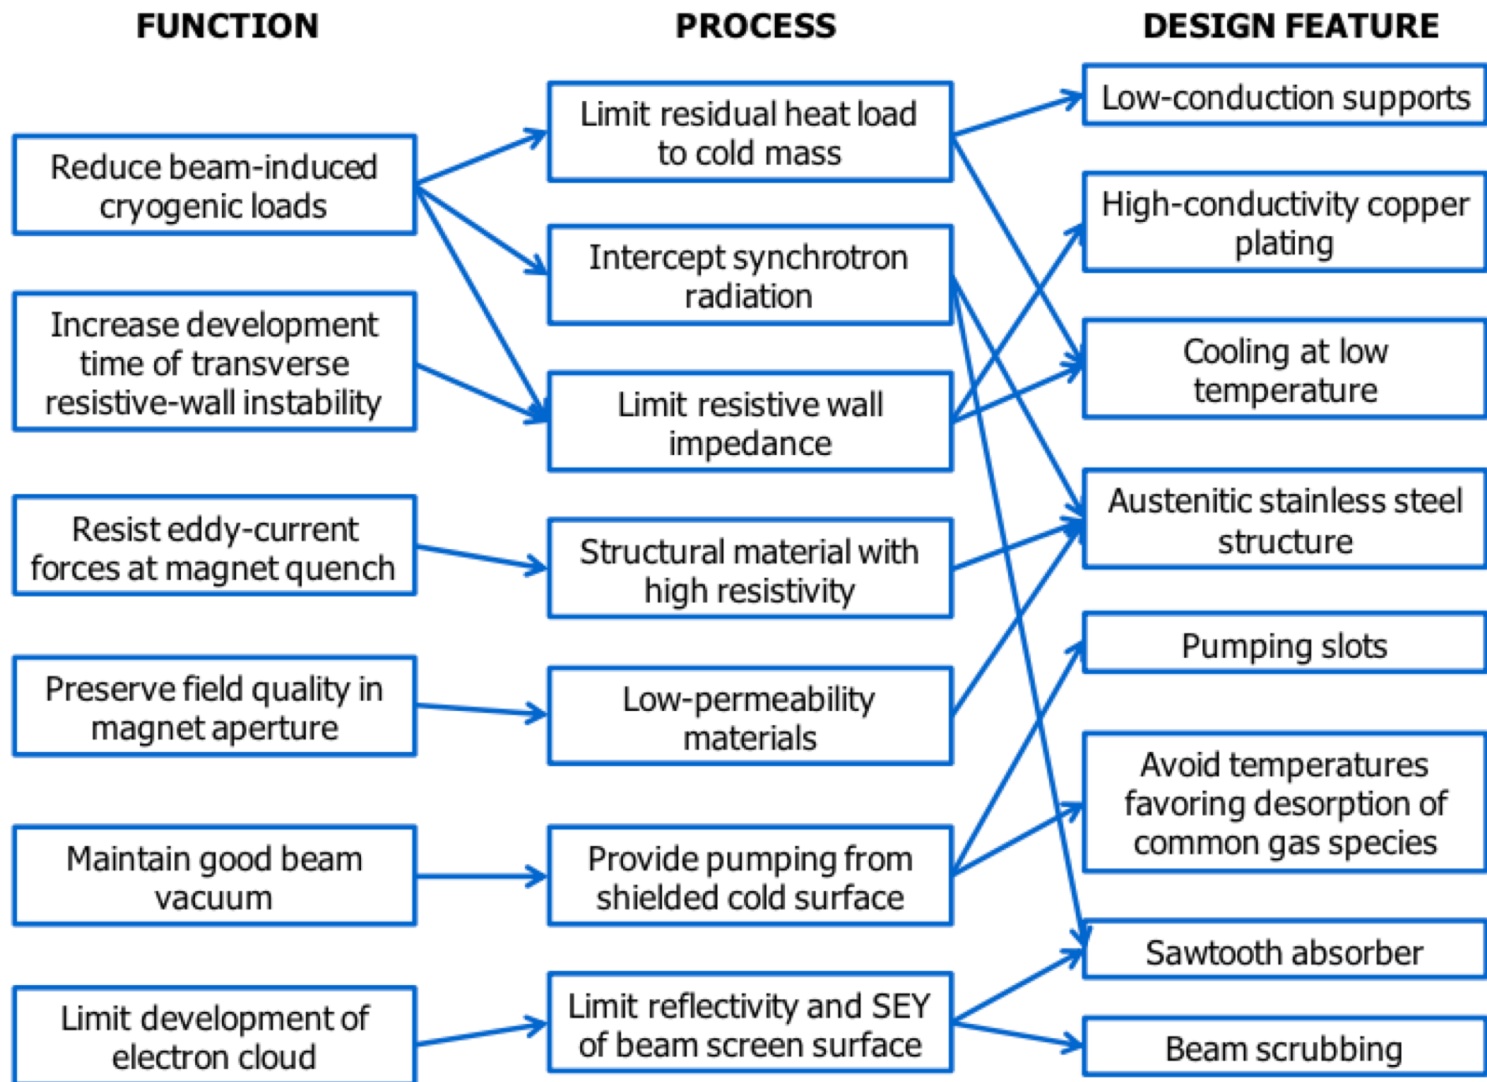 FUNCTION
PROCESS
DESIGN FEATURE
Reduce beam-induced
cryogenic loads
Increase development
time of transverse
resistive-wall instability
Resist eddy-current
forces at magnet quench
Preserve field quality in
magnet aperture
Maintain good beam
vacuum
Limit development of
electron cloud
Limit residual heat load
to cold mass
Intercept synchrotron
radiation
Limit resistive wall
impedance
Structural material with
high resistivity
Low-permeability
materials
Provide pumping from
shielded cold surface
Limit reflectivity and SEY
of beam screen surface
Low-conduction supports
High-conductivity copper
plating
Cooling at low
temperature
Austenitic stainless steel
structure
Pumping slots
Avoid temperatures
favoring desorption of
common gas species
Sawtooth absorber
Beam scrubbing